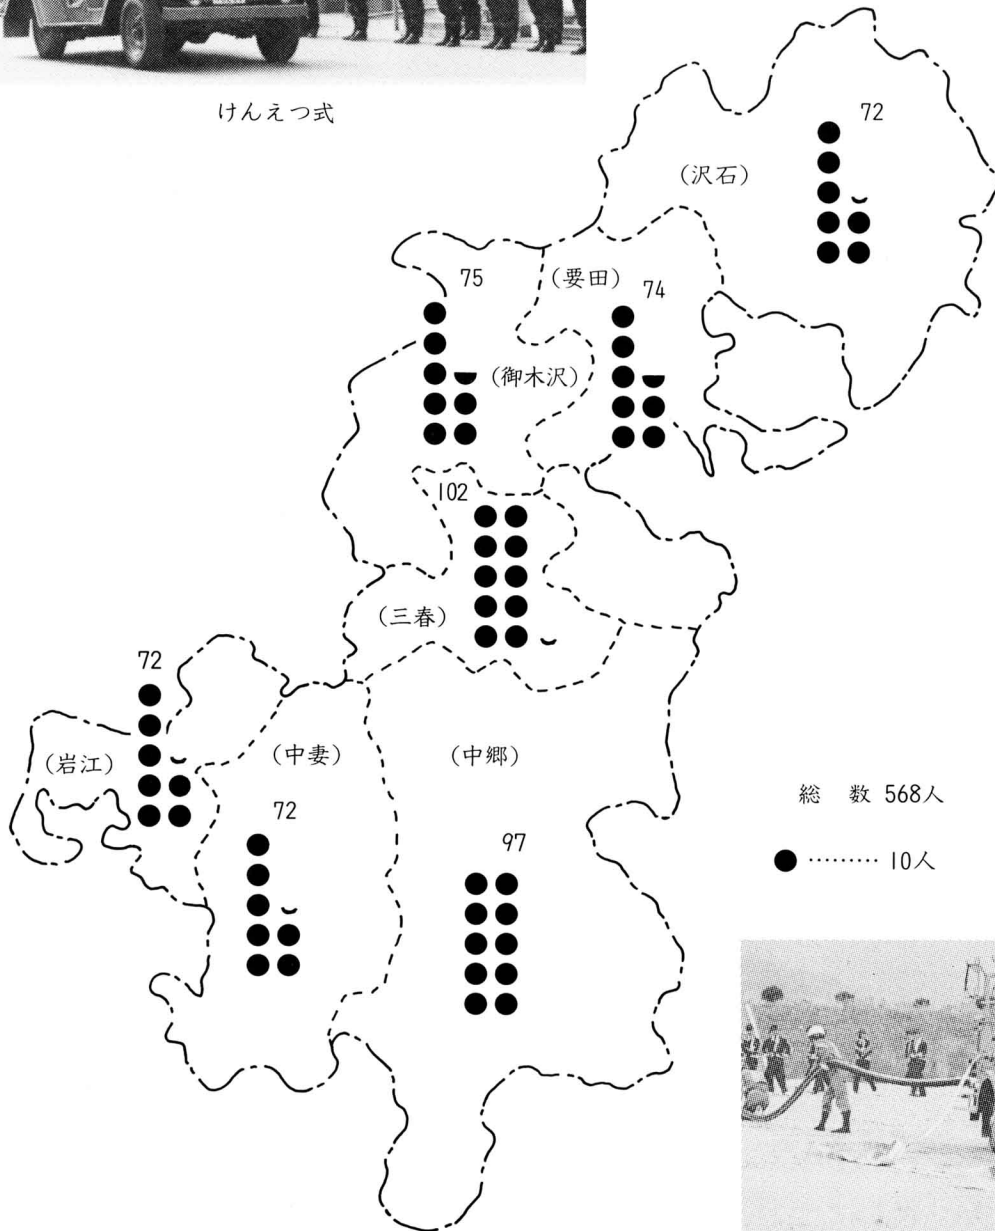 けんえつ式
72
(沢石)
75
(要田)
74
(御木沢)
102
(三春)
72
(岩江)
(中妻)
(中郷)
72
97
総 数 568人
●……… 10人